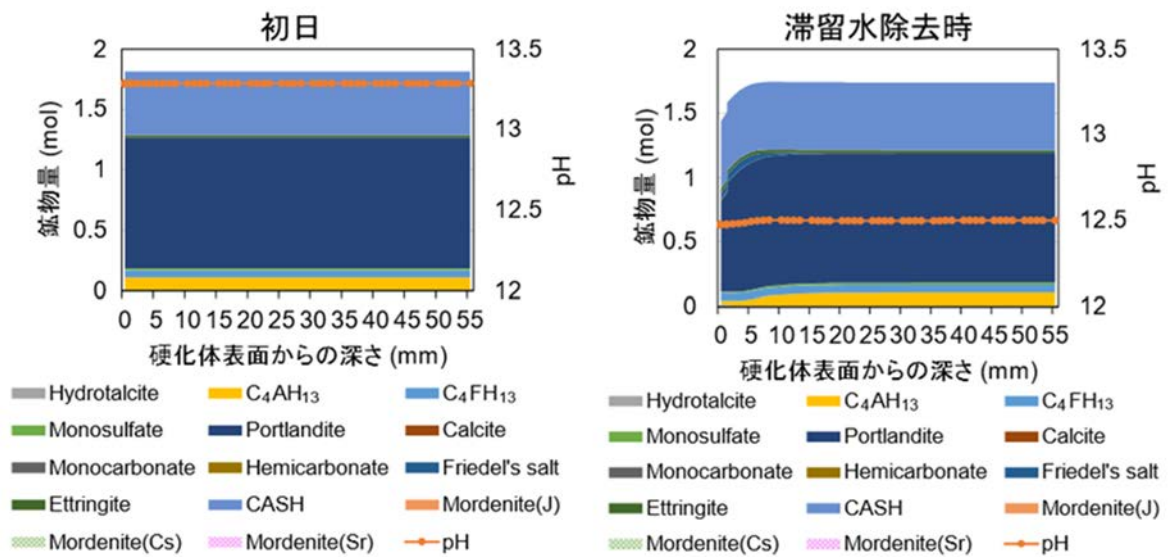 初日
2
1.5
1
0.5
0
13.5
13
12.5
12
鉱物量 (mol)
pH
0 5 10 15 20 25 30 35 40 45 50 55
硬化体表面からの深さ (mm)
Hydrotalcite C₄AH₁₃ C₄FH₁₃
Monosulfate Portlandite Calcite
Monocarbonate Hemicarbonate Friedel's salt
Ettringite CASH Mordenite(J)
Mordenite(Cs) Mordenite(Sr) pH
滞留水除去時
2
1.5
1
0.5
0
13.5
13
12.5
12
鉱物量 (mol)
pH
0 5 10 15 20 25 30 35 40 45 50 55
硬化体表面からの深さ (mm)
Hydrotalcite C₄AH₁₃ C₄FH₁₃
Monosulfate Portlandite Calcite
Monocarbonate Hemicarbonate Friedel's salt
Ettringite CASH Mordenite(J)
Mordenite(Cs) Mordenite(Sr) pH